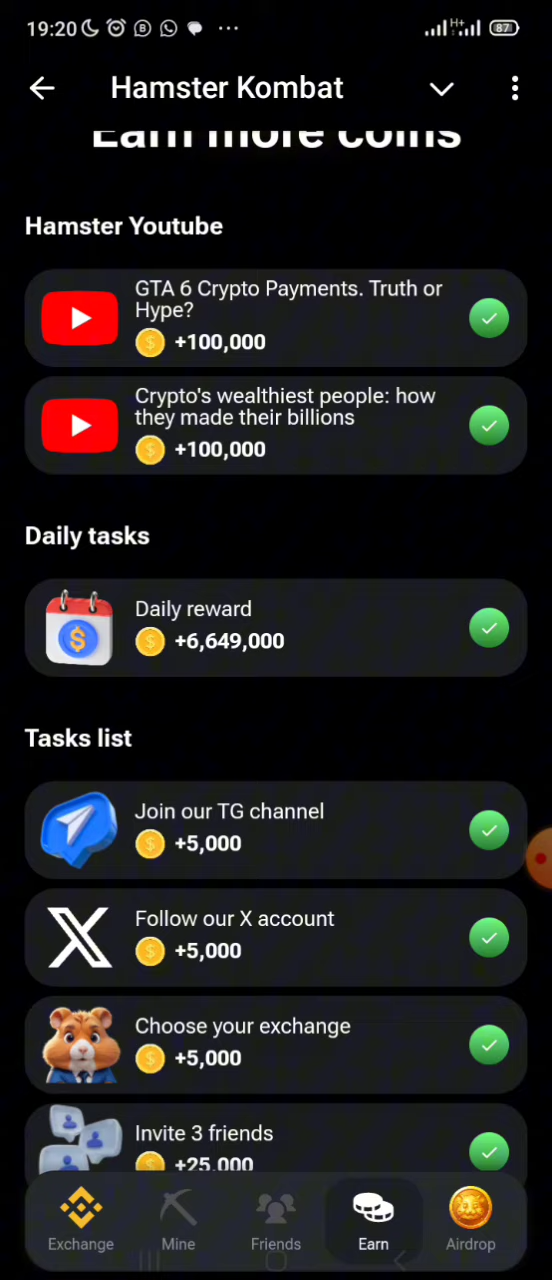 19:20
H+
87
Hamster Kombat
Earn more coins
Hamster Youtube
GTA 6 Crypto Payments. Truth or
Hype?
+100,000
Crypto's wealthiest people: how
they made their billions
+100,000
Daily tasks
Daily reward
+6,649,000
Tasks list
Join our TG channel
+5,000
Follow our X account
+5,000
Choose your exchange
+5,000
Invite 3 friends
+25,000
Exchange
Mine
Friends
Earn
Airdrop